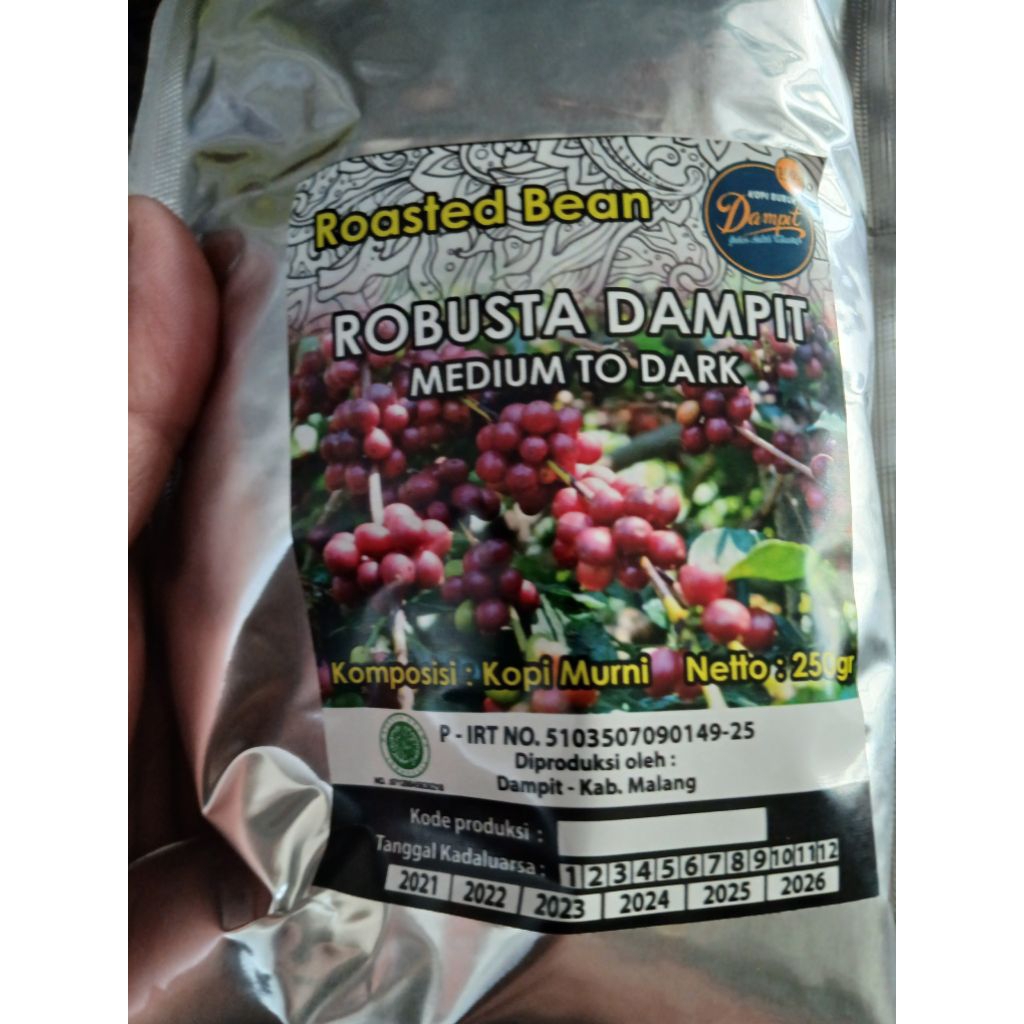 Roasted Bean
KOPI BUBUK
Dampit
ROBUSTA DAMPIT
MEDIUM TO DARK
Komposisi : Kopi Murni Netto : 250gr
P - IRT NO. 5103507090149-25
Diproduksi oleh :
Dampit - Kab. Malang
Kode produksi :
Tanggal Kadaluarsa : 1 2 3 4 5 6 7 8 9 10 11 12
2021 2022 2023 2024 2025 2026